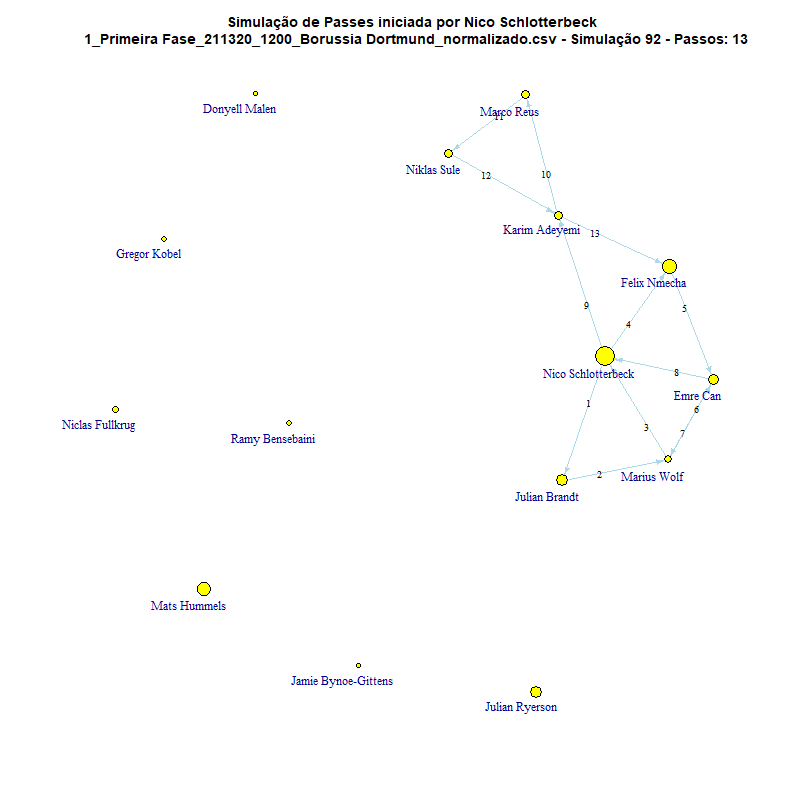 Simulação de Passes iniciada por Nico Schlotterbeck
1_Primeira Fase_211320_1200_Borussia Dortmund_normalizado.csv - Simulação 92 - Passos: 13
Donyell Malen
Marco Reus
11
Niklas Sule
12
10
Karim Adeyemi
13
Gregor Kobel
Felix Nmecha
9
4
5
Nico Schlotterbeck
8
Emre Can
1
6
Niclas Fullkrug
Ramy Bensebaini
3
7
2
Marius Wolf
Julian Brandt
Mats Hummels
Jamie Bynoe-Gittens
Julian Ryerson